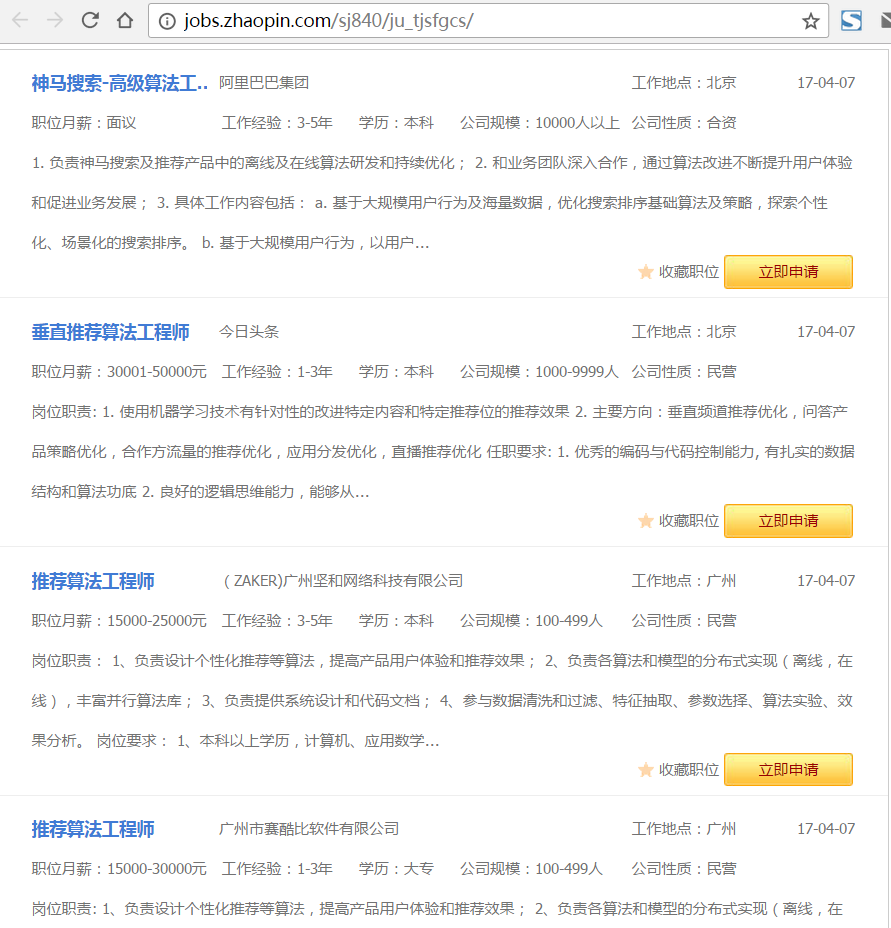 jobs.zhaopin.com/sj840/ju_tjsfgcs/
神马搜索-高级算法工.. 阿里巴巴集团 工作地点：北京 17-04-07
职位月薪：面议 工作经验：3-5年 学历：本科 公司规模：10000人以上 公司性质：合资
1. 负责神马搜索及推荐产品中的离线及在线算法研发和持续优化； 2. 和业务团队深入合作，通过算法改进不断提升用户体验
和促进业务发展； 3. 具体工作内容包括： a. 基于大规模用户行为及海量数据，优化搜索排序基础算法及策略，探索个性
化、场景化的搜索排序。 b. 基于大规模用户行为，以用户...
收藏职位 立即申请
垂直推荐算法工程师 今日头条 工作地点：北京 17-04-07
职位月薪：30001-50000元 工作经验：1-3年 学历：本科 公司规模：1000-9999人 公司性质：民营
岗位职责: 1. 使用机器学习技术有针对性的改进特定内容和特定推荐位的推荐效果 2. 主要方向：垂直频道推荐优化，问答产
品策略优化，合作方流量的推荐优化，应用分发优化，直播推荐优化 任职要求: 1. 优秀的编码与代码控制能力, 有扎实的数据
结构和算法功底 2. 良好的逻辑思维能力，能够从...
收藏职位 立即申请
推荐算法工程师 （ZAKER)广州坚和网络科技有限公司 工作地点：广州 17-04-07
职位月薪：15000-25000元 工作经验：3-5年 学历：本科 公司规模：100-499人 公司性质：民营
岗位职责： 1、负责设计个性化推荐等算法，提高产品用户体验和推荐效果； 2、负责各算法和模型的分布式实现（离线，在
线），丰富并行算法库； 3、负责提供系统设计和代码文档； 4、参与数据清洗和过滤、特征抽取、参数选择、算法实验、效
果分析。 岗位要求： 1、本科以上学历，计算机、应用数学...
收藏职位 立即申请
推荐算法工程师 广州市赛酷比软件有限公司 工作地点：广州 17-04-07
职位月薪：15000-30000元 工作经验：1-3年 学历：大专 公司规模：100-499人 公司性质：民营
岗位职责: 1、负责设计个性化推荐等算法，提高产品用户体验和推荐效果； 2、负责各算法和模型的分布式实现（离线，在